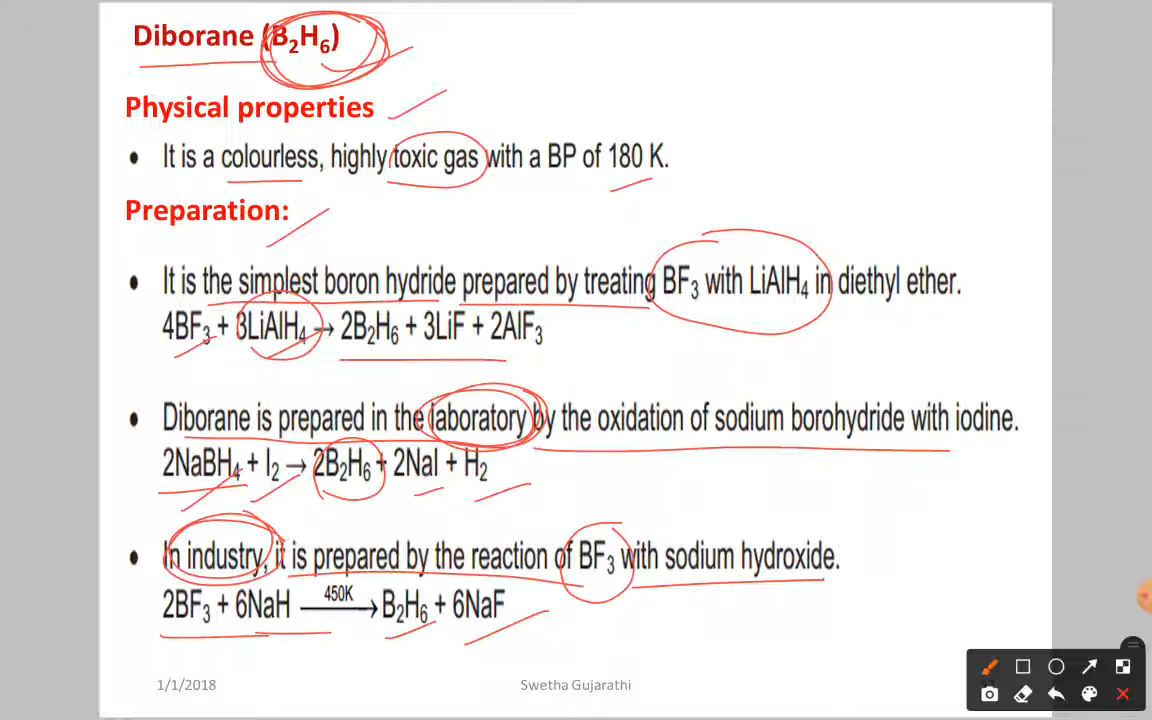 Diborane (B₂H₆)
Physical properties
• It is a colourless, highly toxic gas with a BP of 180 K.
Preparation:
• It is the simplest boron hydride prepared by treating BF₃ with LiAlH₄ in diethyl ether.
4BF₃ + 3LiAlH₄ → 2B₂H₆ + 3LiF + 2AlF₃
• Diborane is prepared in the laboratory by the oxidation of sodium borohydride with iodine.
2NaBH₄ + I₂ → 2B₂H₆ + 2NaI + H₂
• In industry, it is prepared by the reaction of BF₃ with sodium hydroxide.
2BF₃ + 6NaH —450K→ B₂H₆ + 6NaF
1/1/2018 Swetha Gujarathi